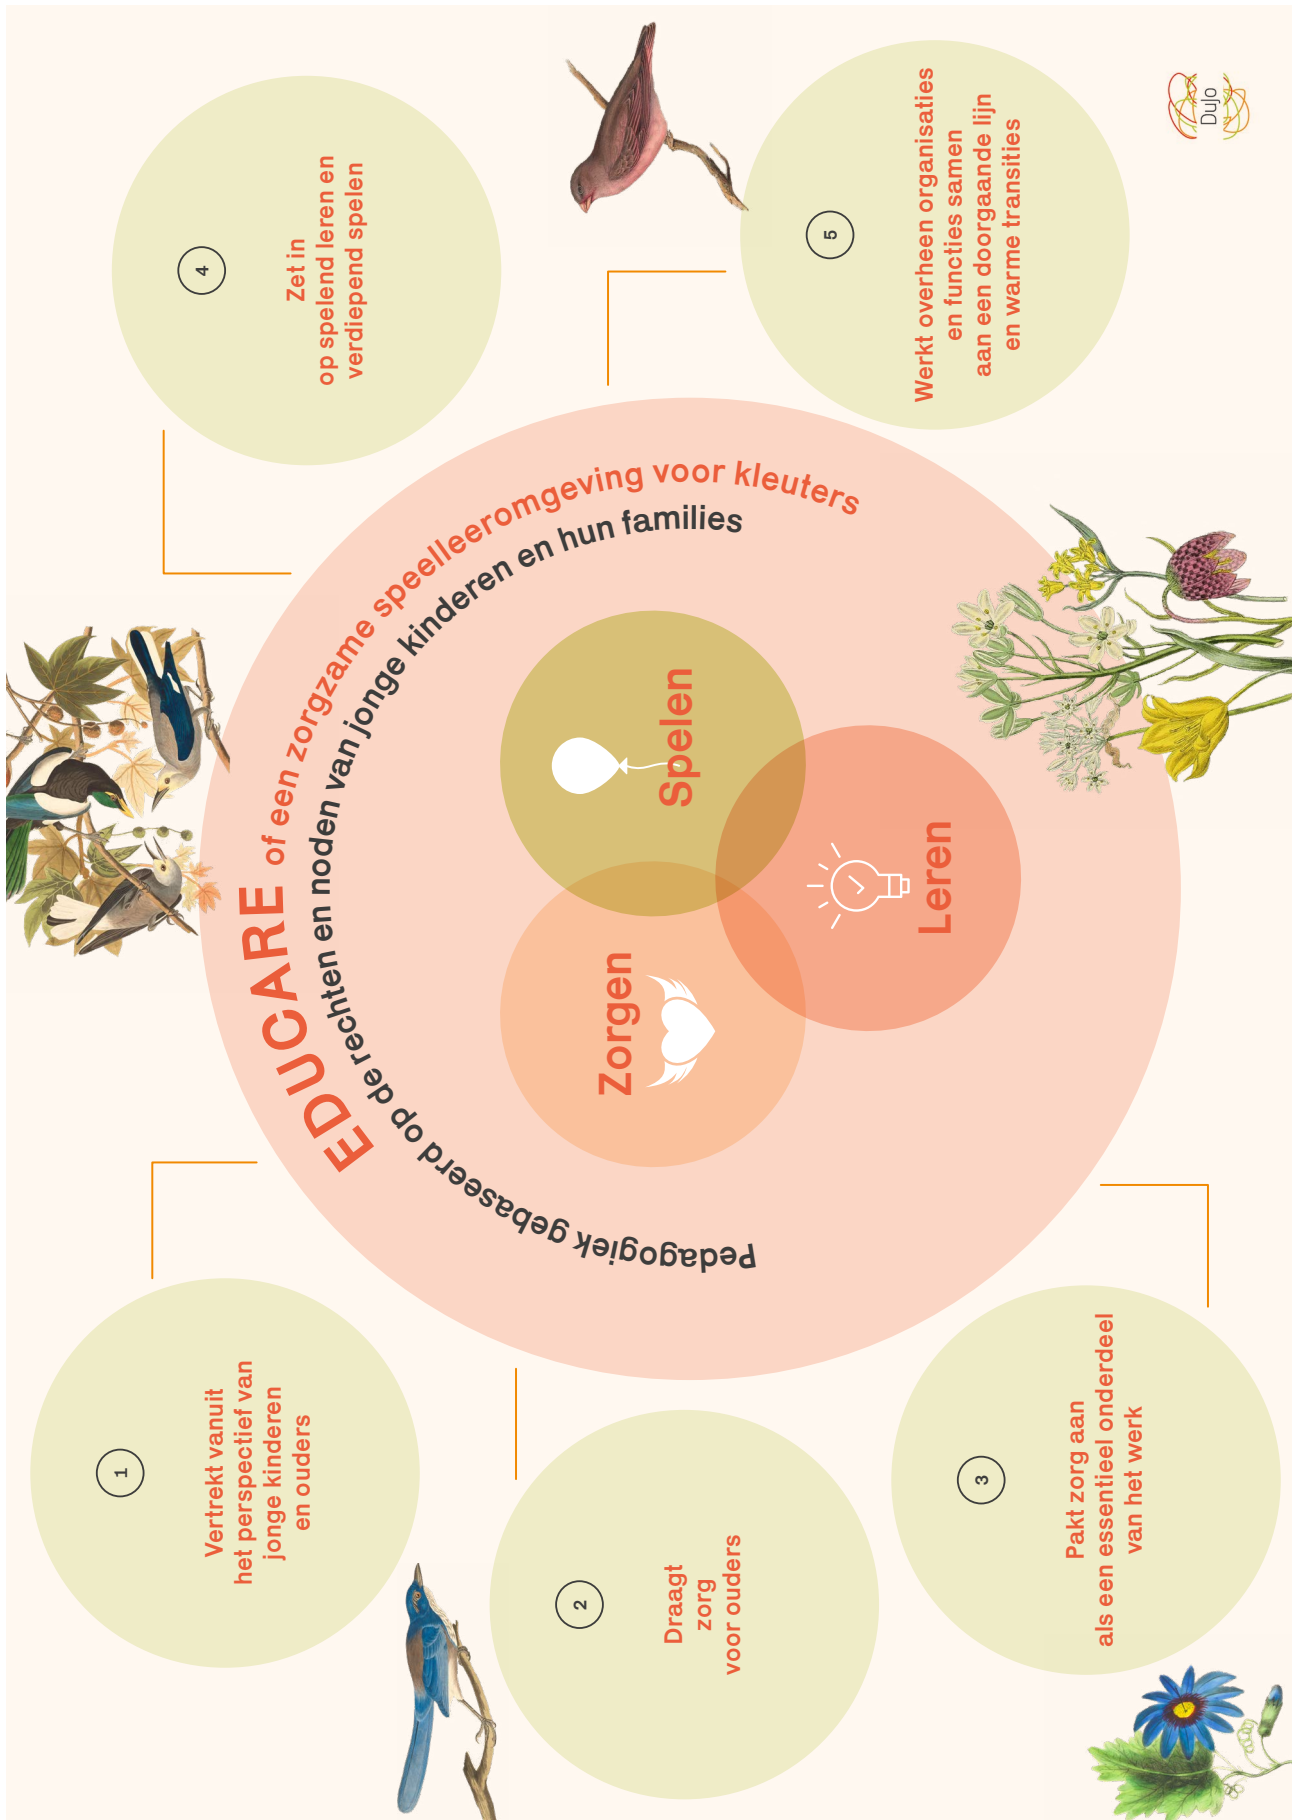 EDUCARE of een zorgzame speelleeromgeving voor kleuters
Pedagogiek gebaseerd op de rechten en noden van jonge kinderen en hun families
Zorgen
Spelen
Leren
1
Vertrekt vanuit
het perspectief van
jonge kinderen
en ouders
2
Draagt
zorg
voor ouders
3
Pakt zorg aan
als een essentieel onderdeel
van het werk
4
Zet in
op spelend leren en
verdiepend spelen
5
Werkt overheen organisaties
en functies samen
aan een doorgaande lijn
en warme transities
DuJo